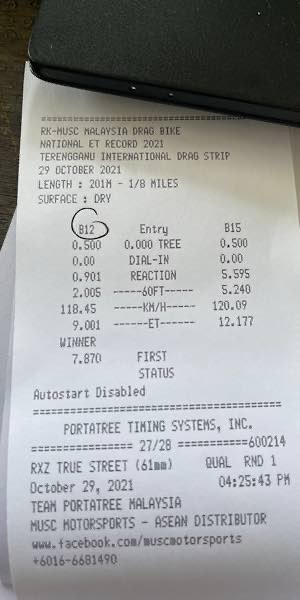 RK-MUSC MALAYSIA DRAG BIKE
NATIONAL ET RECORD 2021
TERENGGANU INTERNATIONAL DRAG STRIP
29 OCTOBER 2021
LENGTH : 201M - 1/8 MILES
SURFACE : DRY
B12 Entry B15
0.500 0.000 TREE 0.500
0.00 DIAL-IN 0.00
0.901 REACTION 5.595
2.005 -----60FT----- 5.240
118.45 -----KM/H----- 120.09
9.001 ------ET------ 12.177
WINNER
7.870 FIRST
STATUS
Autostart Disabled
PORTATREE TIMING SYSTEMS, INC.
================ 27/28 ===========600214
RXZ TRUE STREET (61mm) QUAL RND 1
October 29, 2021 04:25:43 PM
TEAM PORTATREE MALAYSIA
MUSC MOTORSPORTS - ASEAN DISTRIBUTOR
www.facebook.com/muscmotorsports
+6016-6681490